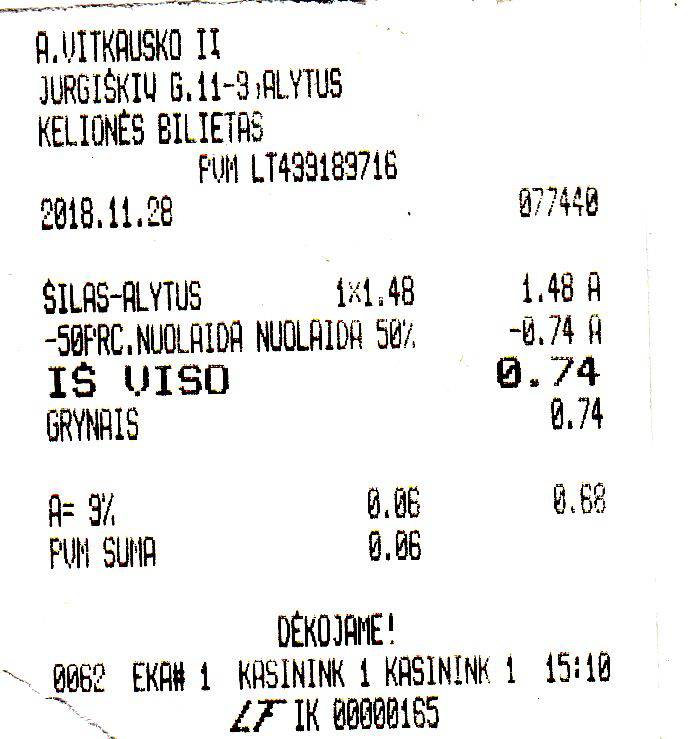 A.VITKAUSKO II
JURGIŠKIŲ G.11-3,ALYTUS
KELIONĖS BILIETAS
PVM LT499189716
2018.11.28 077440
ŠILAS-ALYTUS 1x1.48 1.48 A
-50PRC.NUOLAIDA NUOLAIDA 50% -0.74 A
IŠ VISO 0.74
GRYNAIS 0.74
A= 9% 0.06 0.68
PVM SUMA 0.06
DĖKOJAME!
0062 EKA# 1 KASININK 1 KASININK 1 15:10
LF IK 00000165